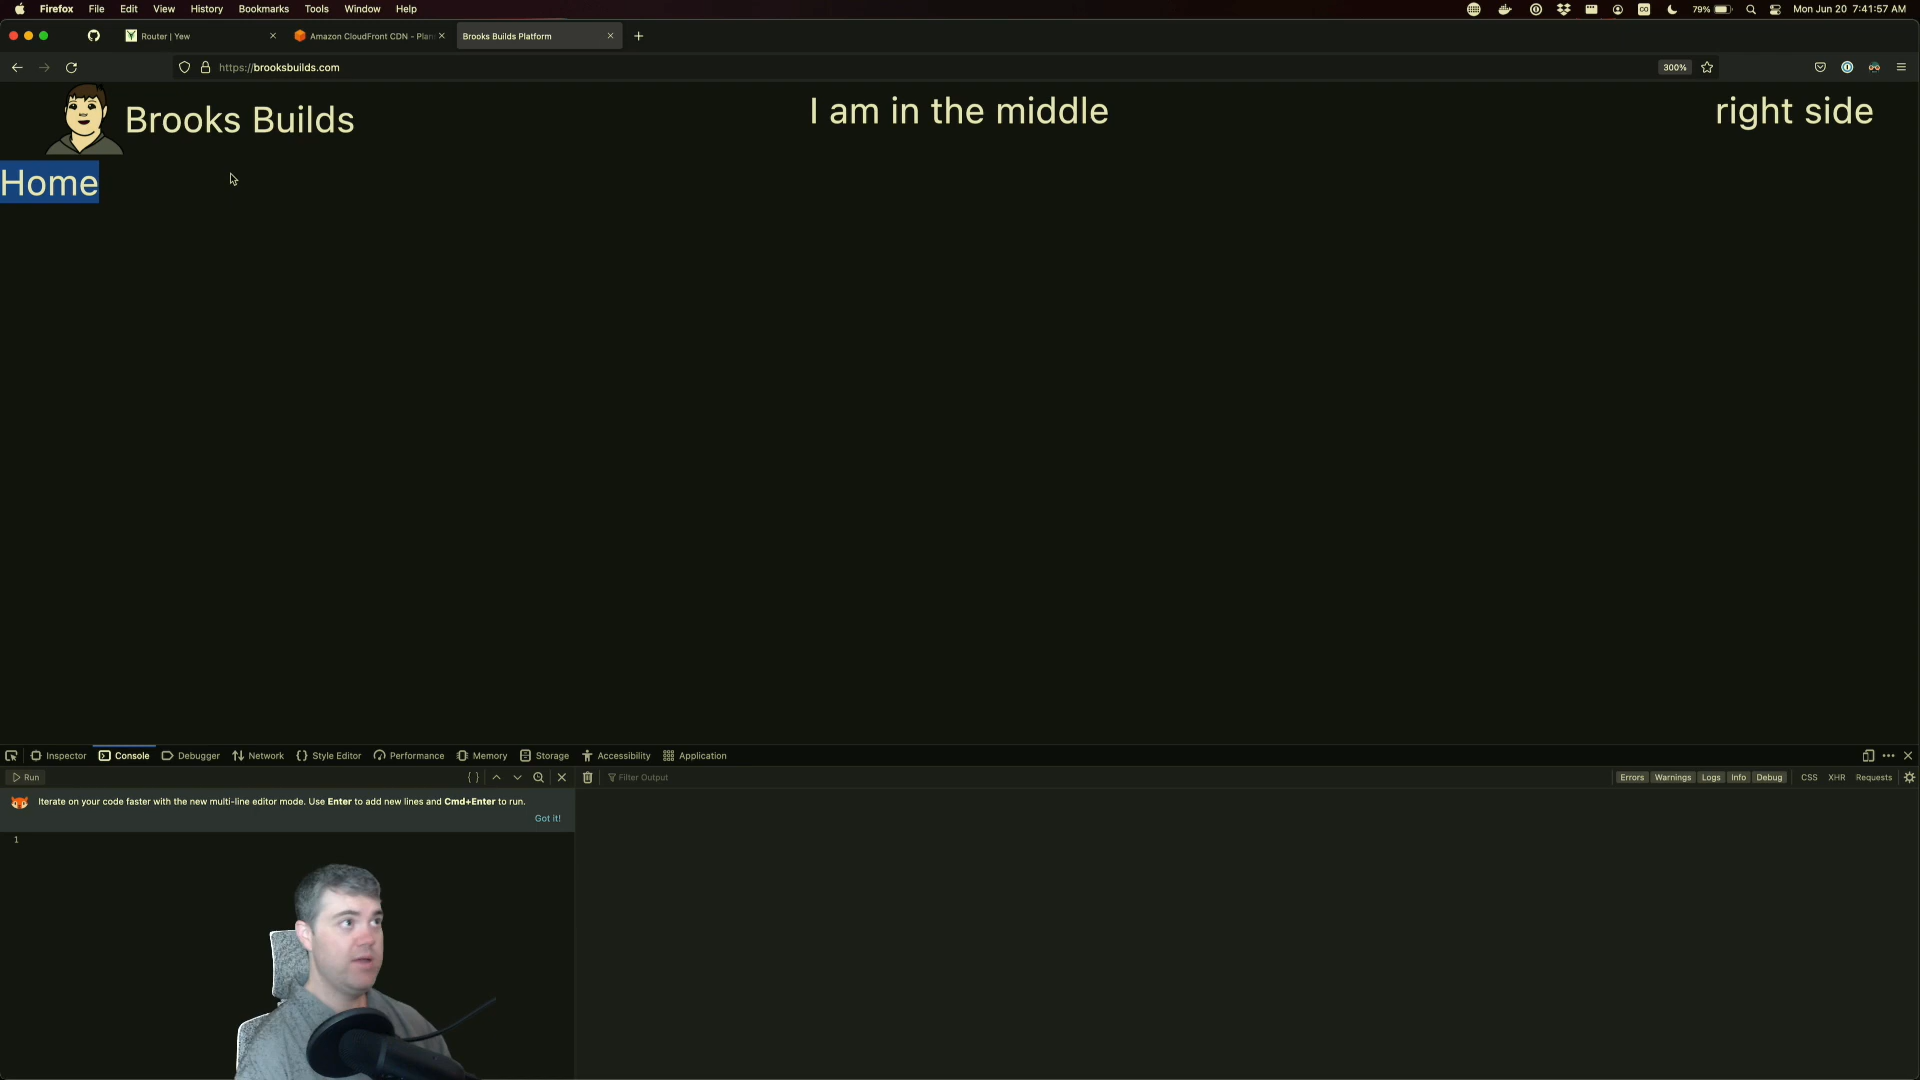 Firefox File Edit View History Bookmarks Tools Window Help 79% Mon Jun 20 7:41:57 AM
Router | Yew
Amazon CloudFront CDN - Plan
Brooks Builds Platform
https://brooksbuilds.com
300%
Brooks Builds
I am in the middle
right side
Home
Inspector Console Debugger Network Style Editor Performance Memory Storage Accessibility Application
Run
Filter Output
Errors Warnings Logs Info Debug CSS XHR Requests
Iterate on your code faster with the new multi-line editor mode. Use Enter to add new lines and Cmd+Enter to run.
Got it!
1